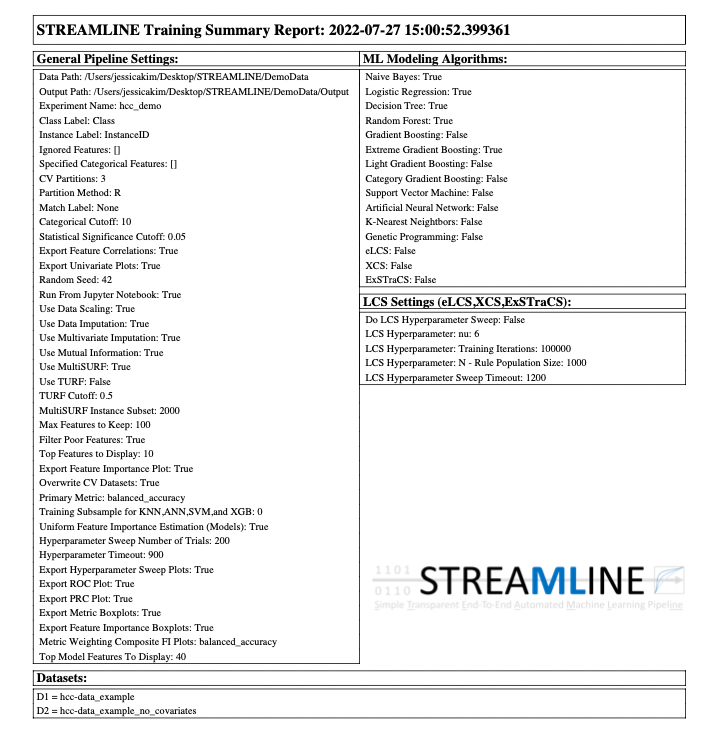 STREAMLINE Training Summary Report: 2022-07-27 15:00:52.399361
General Pipeline Settings:
Data Path: /Users/jessicakim/Desktop/STREAMLINE/DemoData
Output Path: /Users/jessicakim/Desktop/STREAMLINE/DemoData/Output
Experiment Name: hcc_demo
Class Label: Class
Instance Label: InstanceID
Ignored Features: []
Specified Categorical Features: []
CV Partitions: 3
Partition Method: R
Match Label: None
Categorical Cutoff: 10
Statistical Significance Cutoff: 0.05
Export Feature Correlations: True
Export Univariate Plots: True
Random Seed: 42
Run From Jupyter Notebook: True
Use Data Scaling: True
Use Data Imputation: True
Use Multivariate Imputation: True
Use Mutual Information: True
Use MultiSURF: True
Use TURF: False
TURF Cutoff: 0.5
MultiSURF Instance Subset: 2000
Max Features to Keep: 100
Filter Poor Features: True
Top Features to Display: 10
Export Feature Importance Plot: True
Overwrite CV Datasets: True
Primary Metric: balanced_accuracy
Training Subsample for KNN,ANN,SVM,and XGB: 0
Uniform Feature Importance Estimation (Models): True
Hyperparameter Sweep Number of Trials: 200
Hyperparameter Timeout: 900
Export Hyperparameter Sweep Plots: True
Export ROC Plot: True
Export PRC Plot: True
Export Metric Boxplots: True
Export Feature Importance Boxplots: True
Metric Weighting Composite FI Plots: balanced_accuracy
Top Model Features To Display: 40
ML Modeling Algorithms:
Naive Bayes: True
Logistic Regression: True
Decision Tree: True
Random Forest: True
Gradient Boosting: False
Extreme Gradient Boosting: True
Light Gradient Boosting: False
Category Gradient Boosting: False
Support Vector Machine: False
Artificial Neural Network: False
K-Nearest Neightbors: False
Genetic Programming: False
eLCS: False
XCS: False
ExSTraCS: False
LCS Settings (eLCS,XCS,ExSTraCS):
Do LCS Hyperparameter Sweep: False
LCS Hyperparameter: nu: 6
LCS Hyperparameter: Training Iterations: 100000
LCS Hyperparameter: N - Rule Population Size: 1000
LCS Hyperparameter Sweep Timeout: 1200
1101
0110
STREAMLINE
Simple Transparent End-To-End Automated Machine Learning Pipeline
Datasets:
D1 = hcc-data_example
D2 = hcc-data_example_no_covariates